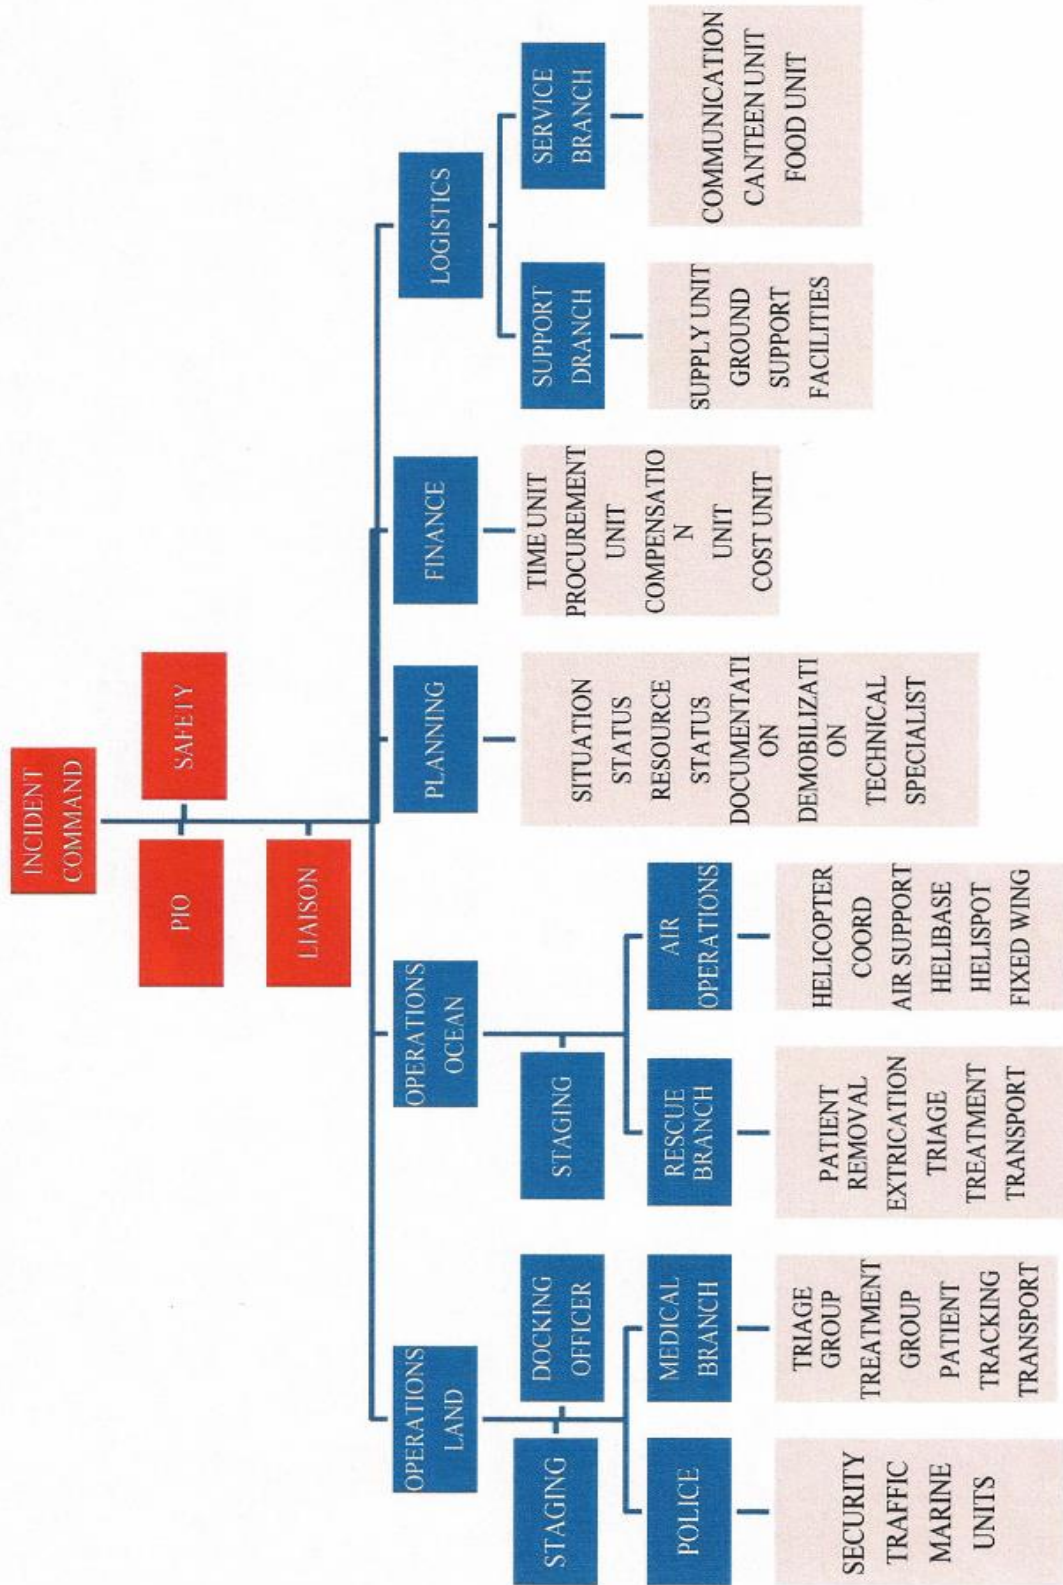 INCIDENT
COMMAND
PIO
SAFETY
LIAISON
OPERATIONS
LAND
OPERATIONS
OCEAN
PLANNING
FINANCE
LOGISTICS
STAGING
DOCKING
OFFICER
POLICE
MEDICAL
BRANCH
SECURITY
TRAFFIC
MARINE
UNITS
TRIAGE
GROUP
TREATMENT
GROUP
PATIENT
TRACKING
TRANSPORT
STAGING
RESCUE
BRANCH
AIR
OPERATIONS
PATIENT
REMOVAL
EXTRICATION
TRIAGE
TREATMENT
TRANSPORT
HELICOPTER
COORD
AIR SUPPORT
HELIBASE
HELISPOT
FIXED WING
SITUATION
STATUS
RESOURCE
STATUS
DOCUMENTATI
ON
DEMOBILIZATI
ON
TECHNICAL
SPECIALIST
TIME UNIT
PROCUREMENT
UNIT
COMPENSATIO
N
UNIT
COST UNIT
SUPPORT
DRANCH
SERVICE
BRANCH
SUPPLY UNIT
GROUND
SUPPORT
FACILITIES
COMMUNICATION
CANTEEN UNIT
FOOD UNIT